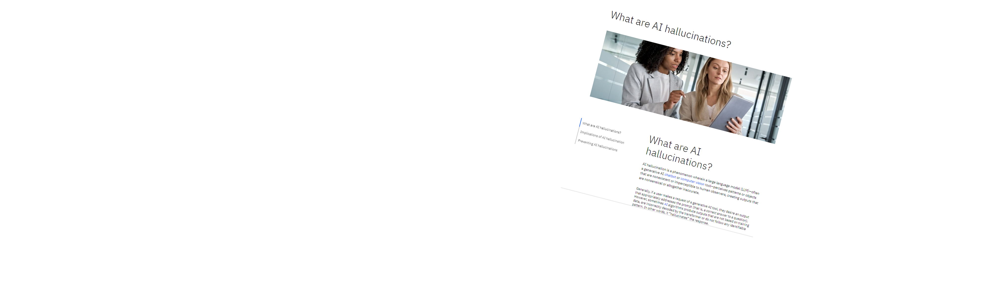 What are AI hallucinations?
What are AI hallucinations?
Implications of AI hallucination
Preventing AI hallucinations
What are AI
hallucinations?
AI hallucination is a phenomenon wherein a large language model (LLM)—often
a generative AI chatbot or computer vision tool—perceives patterns or objects
that are nonexistent or imperceptible to human observers, creating outputs that
are nonsensical or altogether inaccurate.
Generally, if a user makes a request of a generative AI tool, they desire an output
that appropriately addresses the prompt (that is, a correct answer to a question).
However, sometimes AI algorithms produce outputs that are not based on training
data, are incorrectly decoded by the transformer or do not follow any identifiable
pattern. In other words, it “hallucinates” the response.